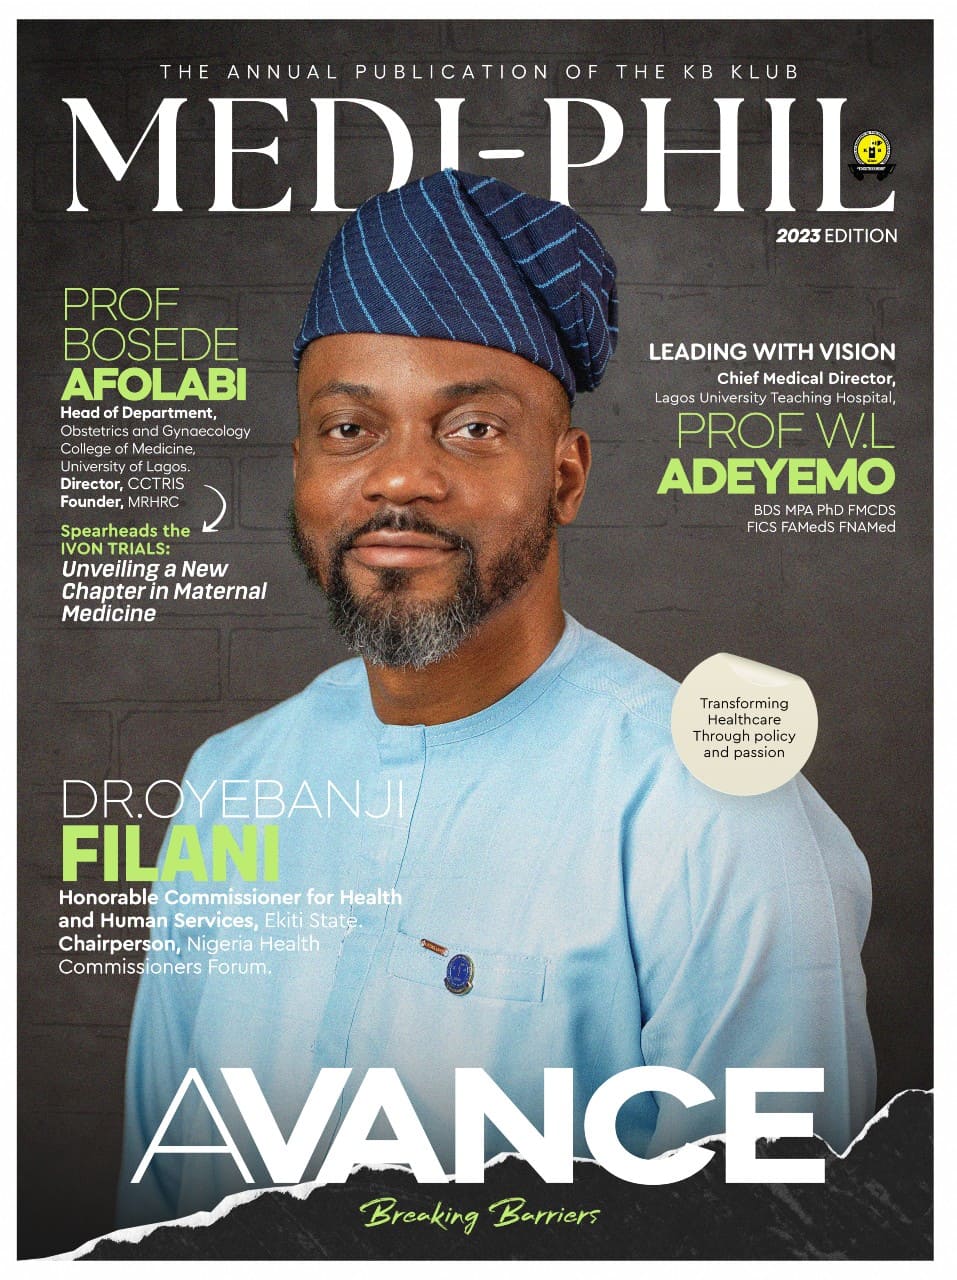 THE ANNUAL PUBLICATION OF THE KB KLUB
MEDI-PHIL
2023 EDITION
PROF
BOSEDE
AFOLABI
Head of Department,
Obstetrics and Gynaecology
College of Medicine,
University of Lagos.
Director, CCTRIS
Founder, MRHRC
Spearheads the
IVON TRIALS:
Unveiling a New
Chapter in Maternal
Medicine
LEADING WITH VISION
Chief Medical Director,
Lagos University Teaching Hospital,
PROF W.L
ADEYEMO
BDS MPA PhD FMCDS
FICS FAMedS FNAMed
Transforming
Healthcare
Through policy
and passion
DR.OYEBANJI
FILANI
Honorable Commissioner for Health
and Human Services, Ekiti State.
Chairperson, Nigeria Health
Commissioners Forum.
AVANCE
Breaking Barriers